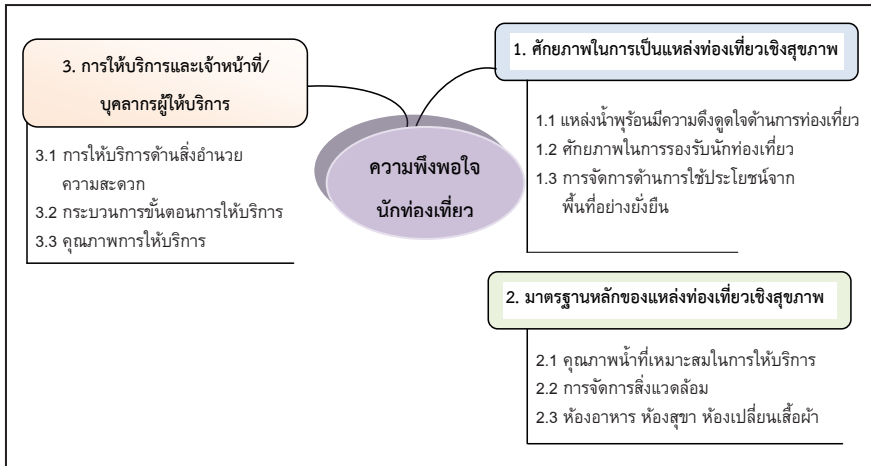 ความพึงพอใจ
นักท่องเที่ยว
1. ศักยภาพในการเป็นแหล่งท่องเที่ยวเชิงสุขภาพ
1.1 แหล่งน้ำพุร้อนมีความดึงดูดใจด้านการท่องเที่ยว
1.2 ศักยภาพในการรองรับนักท่องเที่ยว
1.3 การจัดการด้านการใช้ประโยชน์จาก
พื้นที่อย่างยั่งยืน
2. มาตรฐานหลักของแหล่งท่องเที่ยวเชิงสุขภาพ
2.1 คุณภาพน้ำที่เหมาะสมในการให้บริการ
2.2 การจัดการสิ่งแวดล้อม
2.3 ห้องอาหาร ห้องสุขา ห้องเปลี่ยนเสื้อผ้า
3. การให้บริการและเจ้าหน้าที่/
บุคลากรผู้ให้บริการ
3.1 การให้บริการด้านสิ่งอำนวย
ความสะดวก
3.2 กระบวนการขั้นตอนการให้บริการ
3.3 คุณภาพการให้บริการ